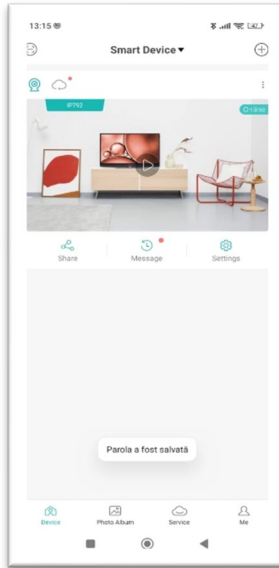 13:15
Smart Device ▾
IP792
Share
Message
Settings
Parola a fost salvată
Device
Photo Album
Service
Me